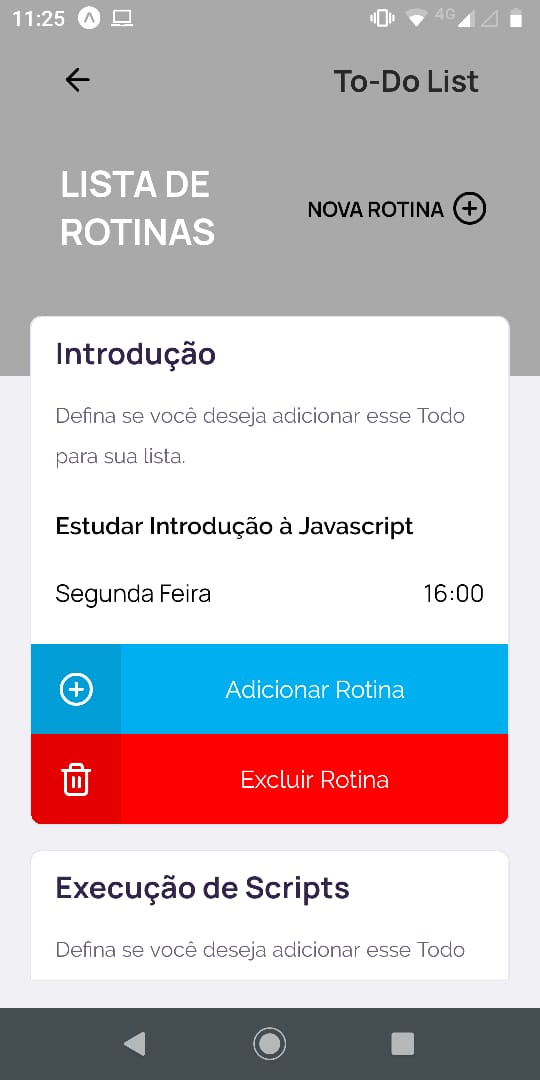 11:25
4G
To-Do List
LISTA DE
ROTINAS
NOVA ROTINA
Introdução
Defina se você deseja adicionar esse Todo
para sua lista.
Estudar Introdução à Javascript
Segunda Feira 16:00
Adicionar Rotina
Excluir Rotina
Execução de Scripts
Defina se você deseja adicionar esse Todo